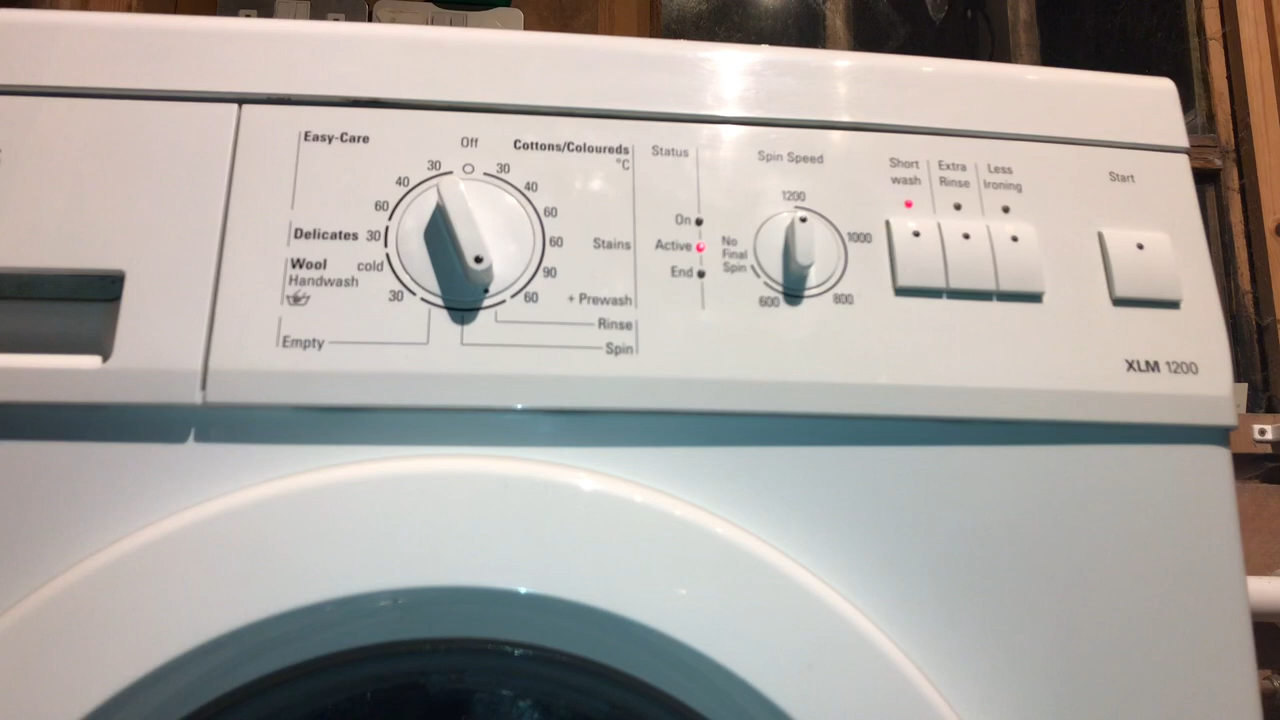 Easy-Care
Off
Cottons/Coloureds
°C
30
40
60
Delicates 30
Wool cold
Handwash
30
Empty
30
40
60
60
Stains
90
60
+ Prewash
Rinse
Spin
Status
On
Active
End
Spin Speed
1200
1000
800
600
No
Final
Spin
Short
wash
Extra
Rinse
Less
Ironing
Start
XLM 1200